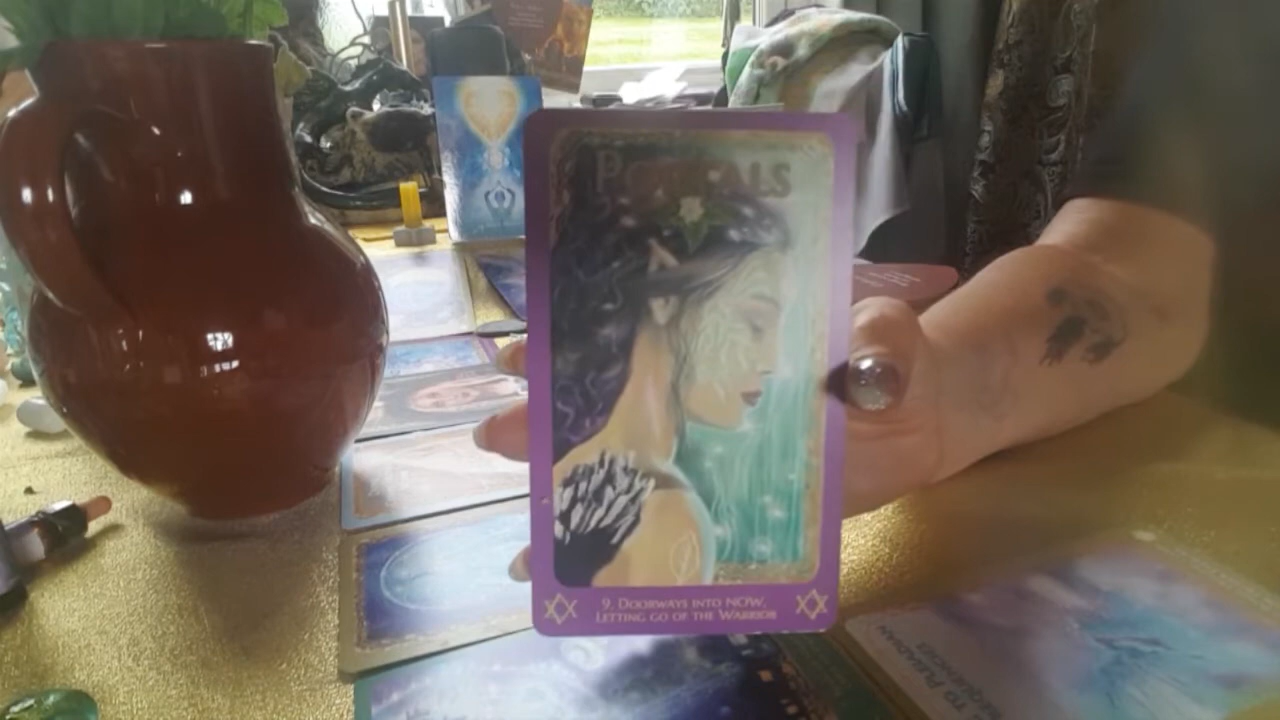 PORTALS
9. DOORWAYS INTO NOW,
LETTING GO OF THE WARRIOR